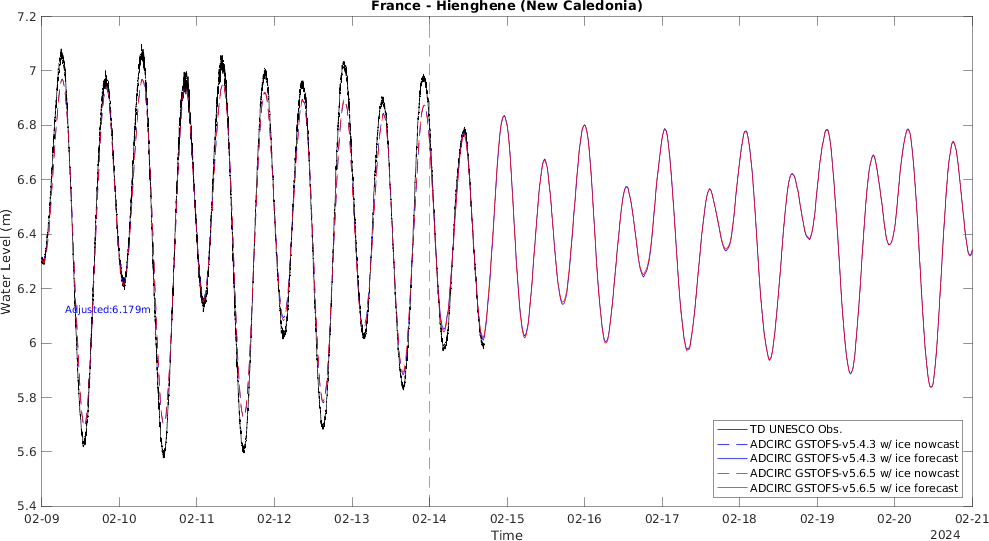 France - Hienghene (New Caledonia)
7.2
7
6.8
6.6
6.4
6.2
6
5.8
5.6
5.4
Water Level (m)
Adjusted:6.179m
TD UNESCO Obs.
ADCIRC GSTOFS-v5.4.3 w/ ice nowcast
ADCIRC GSTOFS-v5.4.3 w/ ice forecast
ADCIRC GSTOFS-v5.6.5 w/ ice nowcast
ADCIRC GSTOFS-v5.6.5 w/ ice forecast
02-09 02-10 02-11 02-12 02-13 02-14 02-15 02-16 02-17 02-18 02-19 02-20 02-21
Time
2024